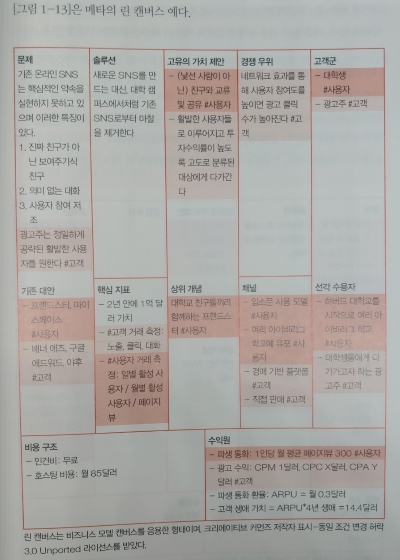 [그림 1-13]은 메타의 린 캔버스 예다.
문제
기존 온라인 SNS
는 핵심적인 약속을
실현하지 못하고 있
으며 이러한 특징이
있다.
1. 진짜 친구가 아
닌 보여주기식
친구
2. 의미 없는 대화
3. 사용자 참여 저
조
광고주는 정밀하게
공략된 활발한 사용
자를 원한다 #고객
솔루션
새로운 SNS를 만
드는 대신, 대학 캠
퍼스에서처럼 기존
SNS로부터 마찰
을 제거한다
고유의 가치 제안
- (낯선 사람이 아
닌) 친구와 교류
및 공유 #사용자
- 활발한 사용자들
로 이루어지고 투
자수익률이 높도
록 고도로 분류된
대상에게 다가간
다
경쟁 우위
네트워크 효과를 통
해 사용자 참여도를
높이면 광고 클릭
수가 높아진다 #고
객
고객군
- 대학생
#사용자
- 광고주 #고객
기존 대안
- 프렌드스터, 마이
스페이스
#사용자
- 배너 애즈, 구글
애드워드, 야후
#고객
핵심 지표
- 2년 안에 1억 달
러 가치
- #고객 거래 측정:
노출, 클릭, 대화
- #사용자 거래 측
정: 일별 활성 사
용자 / 월별 활성
사용자 / 페이지
뷰
상위 개념
대학교 친구들끼리
함께하는 프렌드스
터 #사용자
채널
- 입소문 사용 모델
#사용자
- 여러 아이비리그
학교에 유포 #사
용자
- 경매 기반 플랫폼
#고객
- 직접 판매 #고객
선각 수용자
- 하버드 대학교를
시작으로 여러 아
이비리그 학교
#사용자
- 대학생들에게 다
가가고자 하는 광
고주 #고객
비용 구조
- 인건비: 무료
- 호스팅 비용: 월 85달러
수익원
- 파생 통화: 1인당 월 평균 페이지뷰 300 #사용자
- 광고 수익: CPM 1달러, CPC X달러, CPA Y
달러 #고객
- 파생 통화 환율: ARPU = 월 0.3달러
- 고객 생애 가치 = ARPU*4년 생애 =14.4달러
린 캔버스는 비즈니스 모델 캔버스를 응용한 형태이며, 크리에이티브 커먼즈 저작자 표시-동일 조건 변경 허락
3.0 Unported 라이선스를 받았다.